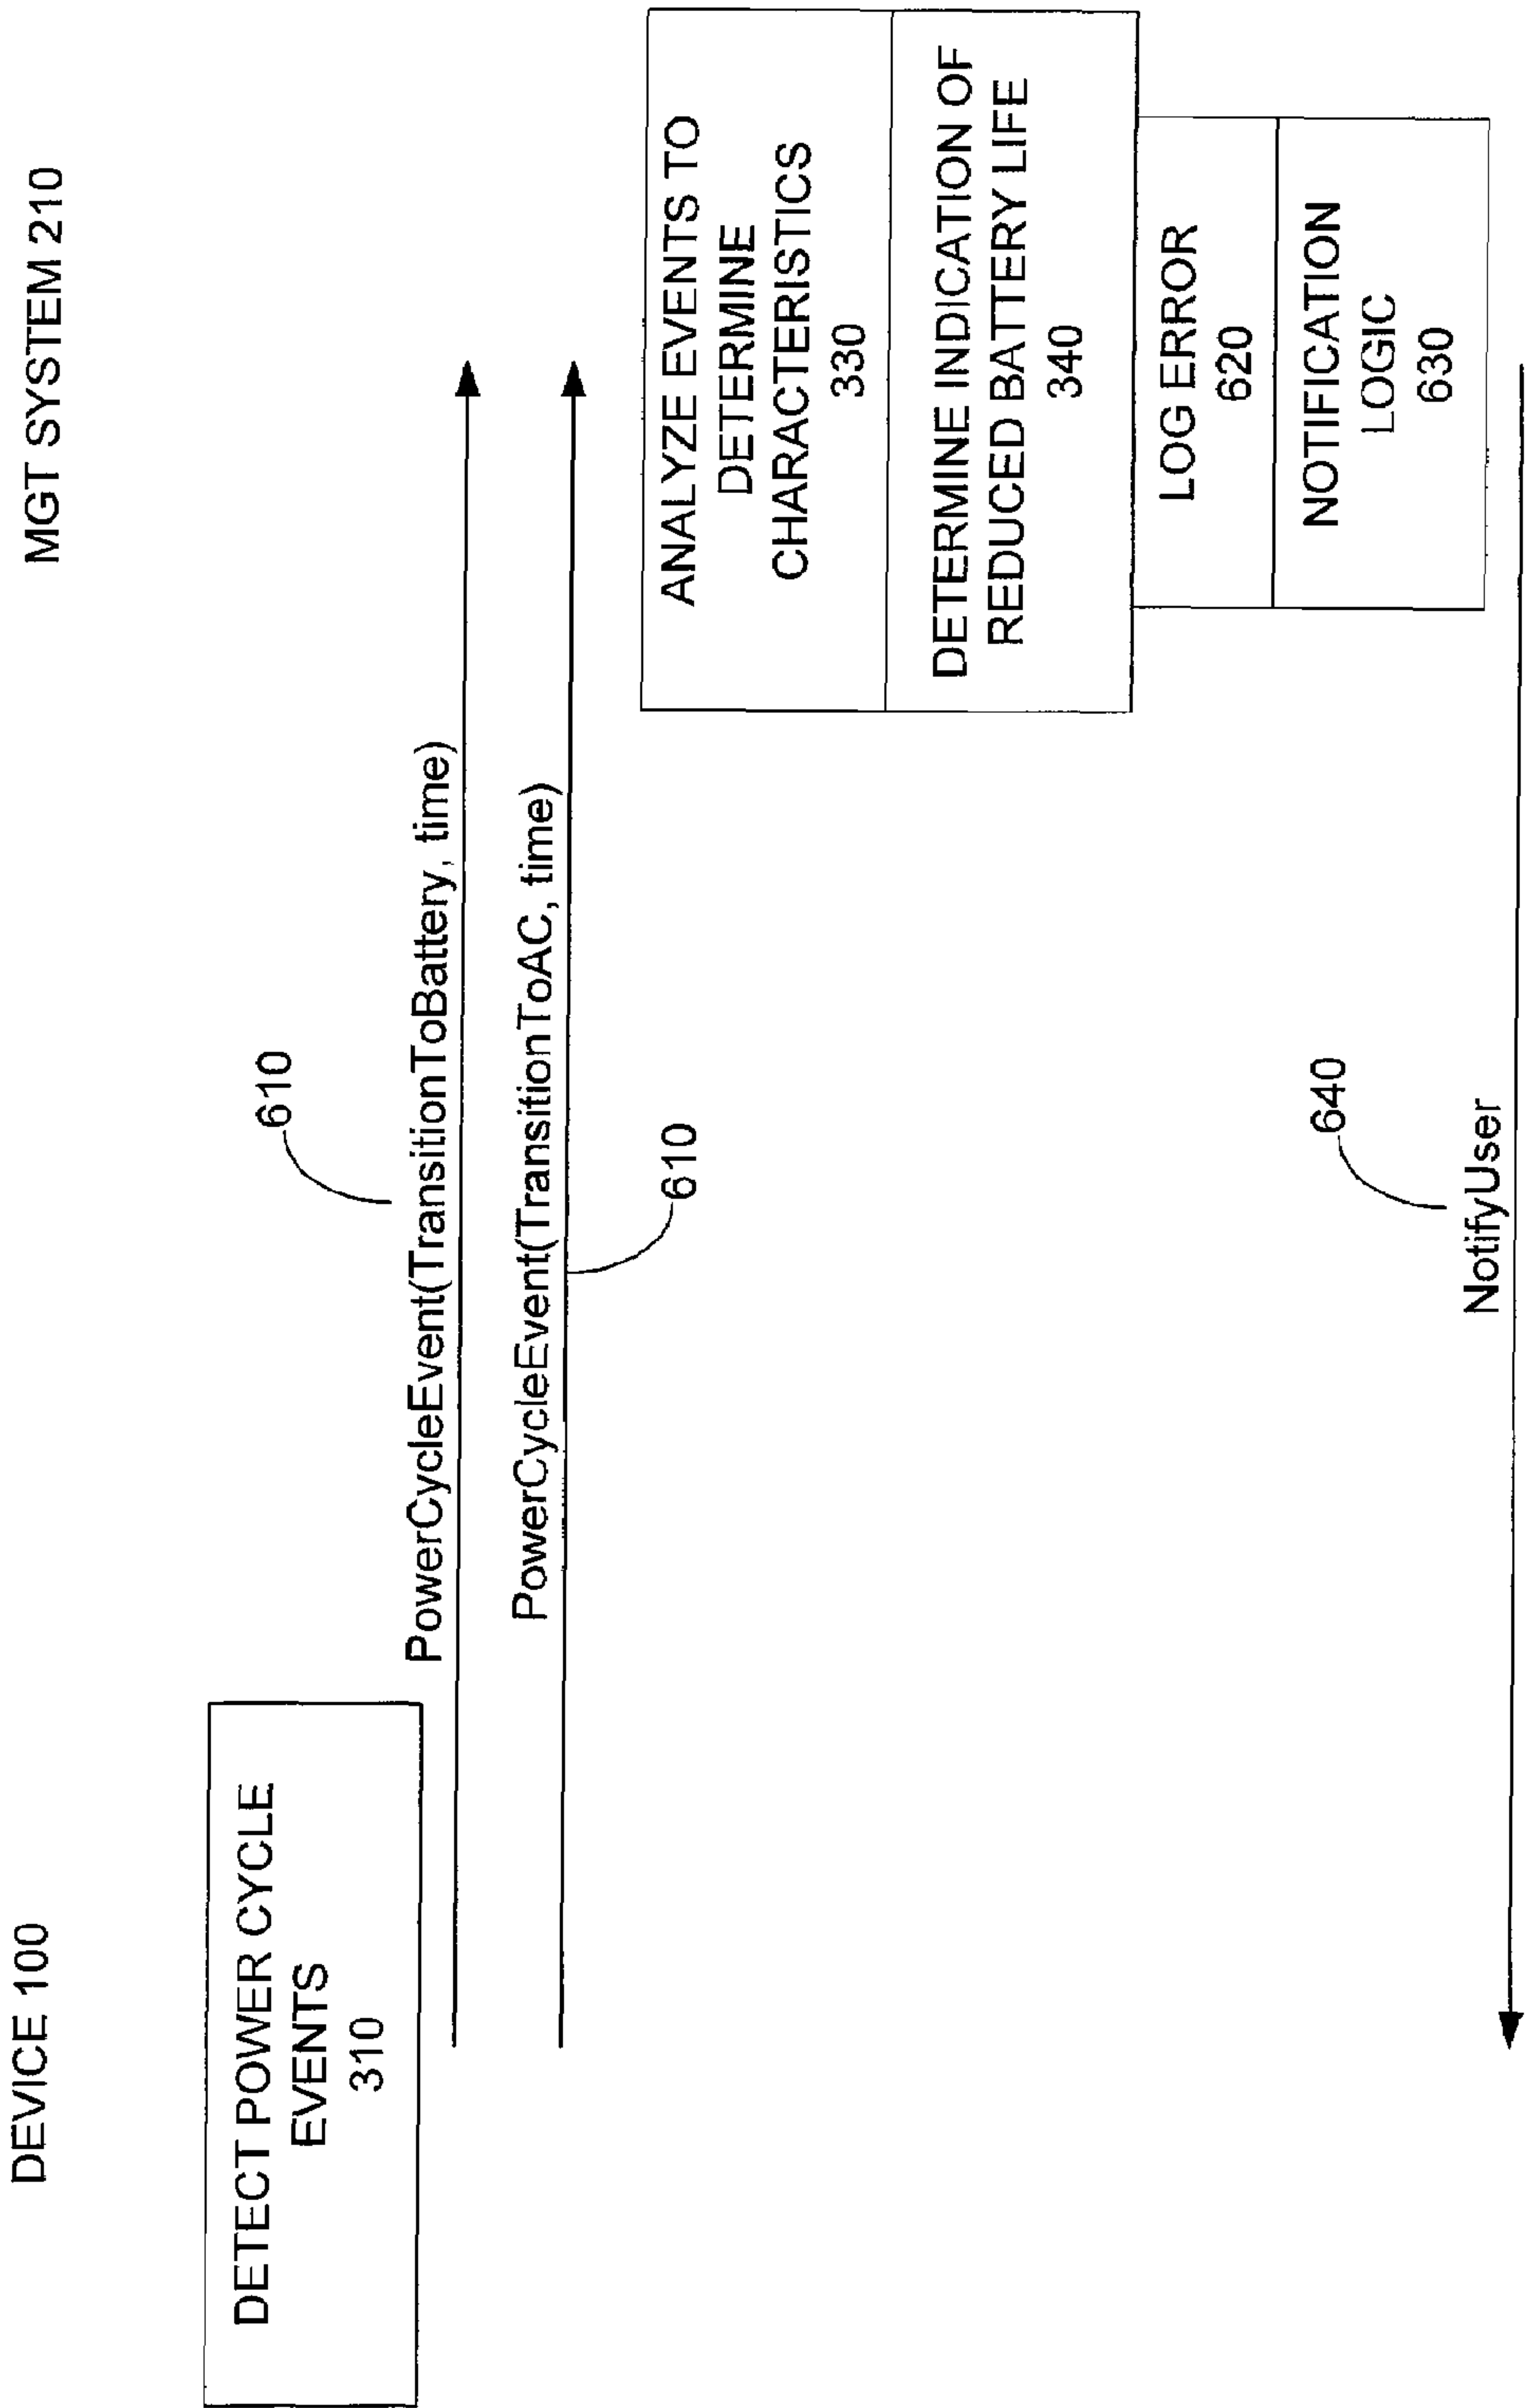 DEVICE 100
MGT SYSTEM 210
DETECT POWER CYCLE
EVENTS
310
610
PowerCycleEvent(TransitionToBattery, time)
PowerCycleEvent(TransitionToAC, time)
610
ANALYZE EVENTS TO
DETERMINE
CHARACTERISTICS
330
DETERMINE INDICATION OF
REDUCED BATTERY LIFE
340
LOG ERROR
620
NOTIFICATION
LOGIC
630
640
NotifyUser